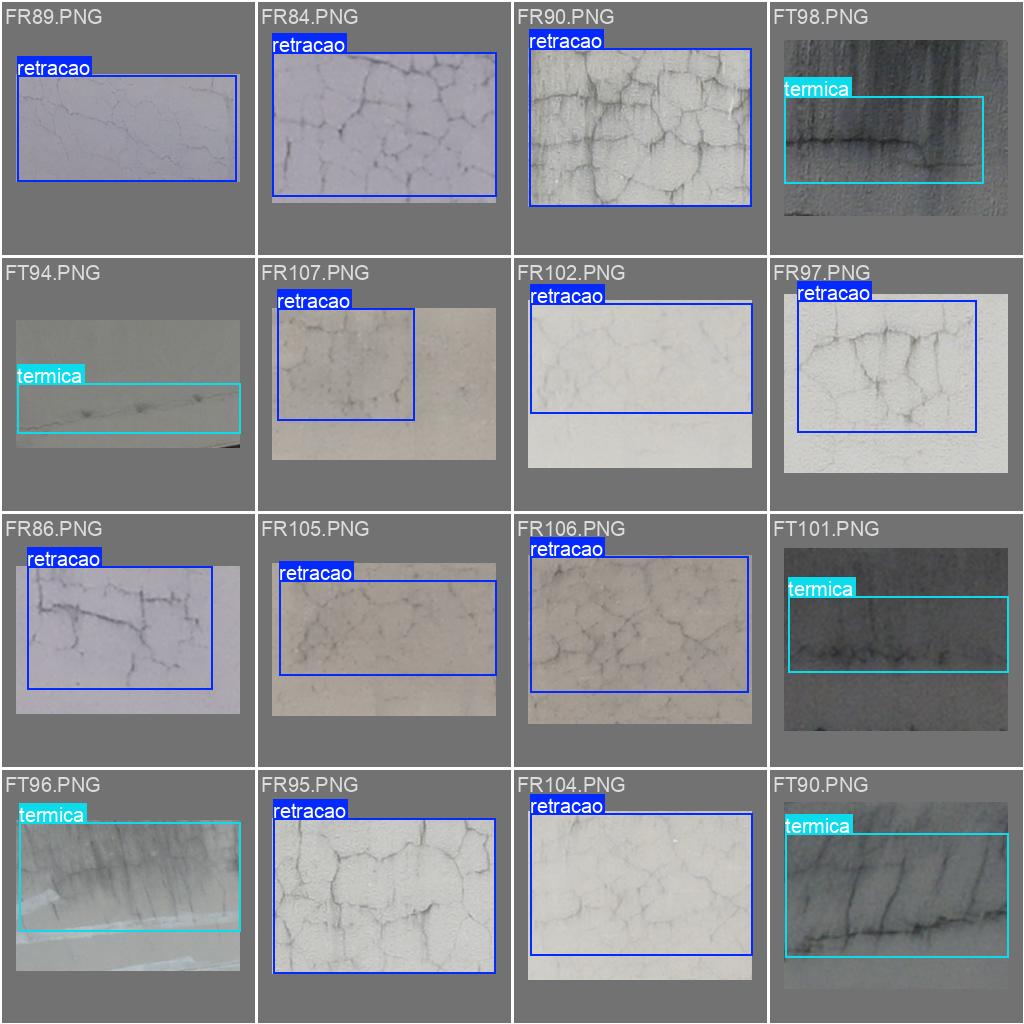 FR89.PNG
retracao
FR84.PNG
retracao
FR90.PNG
retracao
FT98.PNG
termica
FT94.PNG
termica
FR107.PNG
retracao
FR102.PNG
retracao
FR97.PNG
retracao
FR86.PNG
retracao
FR105.PNG
retracao
FR106.PNG
retracao
FT101.PNG
termica
FT96.PNG
termica
FR95.PNG
retracao
FR104.PNG
retracao
FT90.PNG
termica